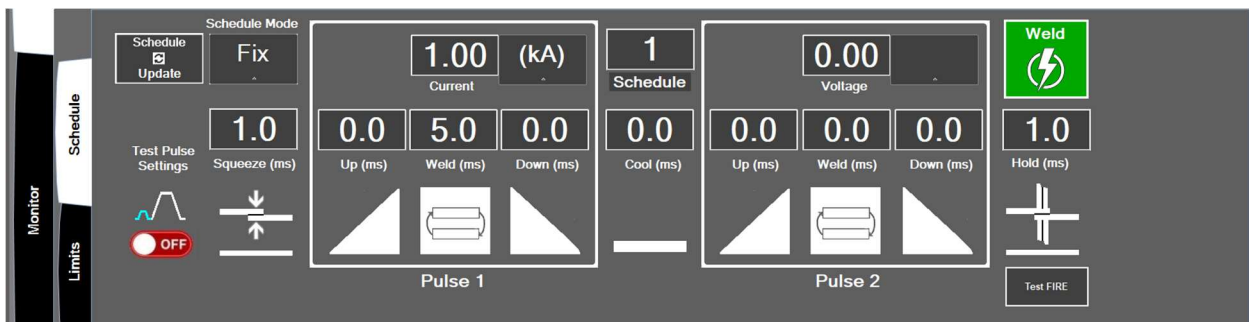 Monitor
Schedule
Limits
Schedule
Update
Schedule Mode
Fix
1.00
(kA)
Current
1
Schedule
0.00
Voltage
Weld
Test Pulse
Settings
OFF
1.0
Squeeze (ms)
0.0
5.0
0.0
Up (ms)
Weld (ms)
Down (ms)
0.0
Cool (ms)
0.0
0.0
0.0
Up (ms)
Weld (ms)
Down (ms)
1.0
Hold (ms)
Pulse 1
Pulse 2
Test FIRE